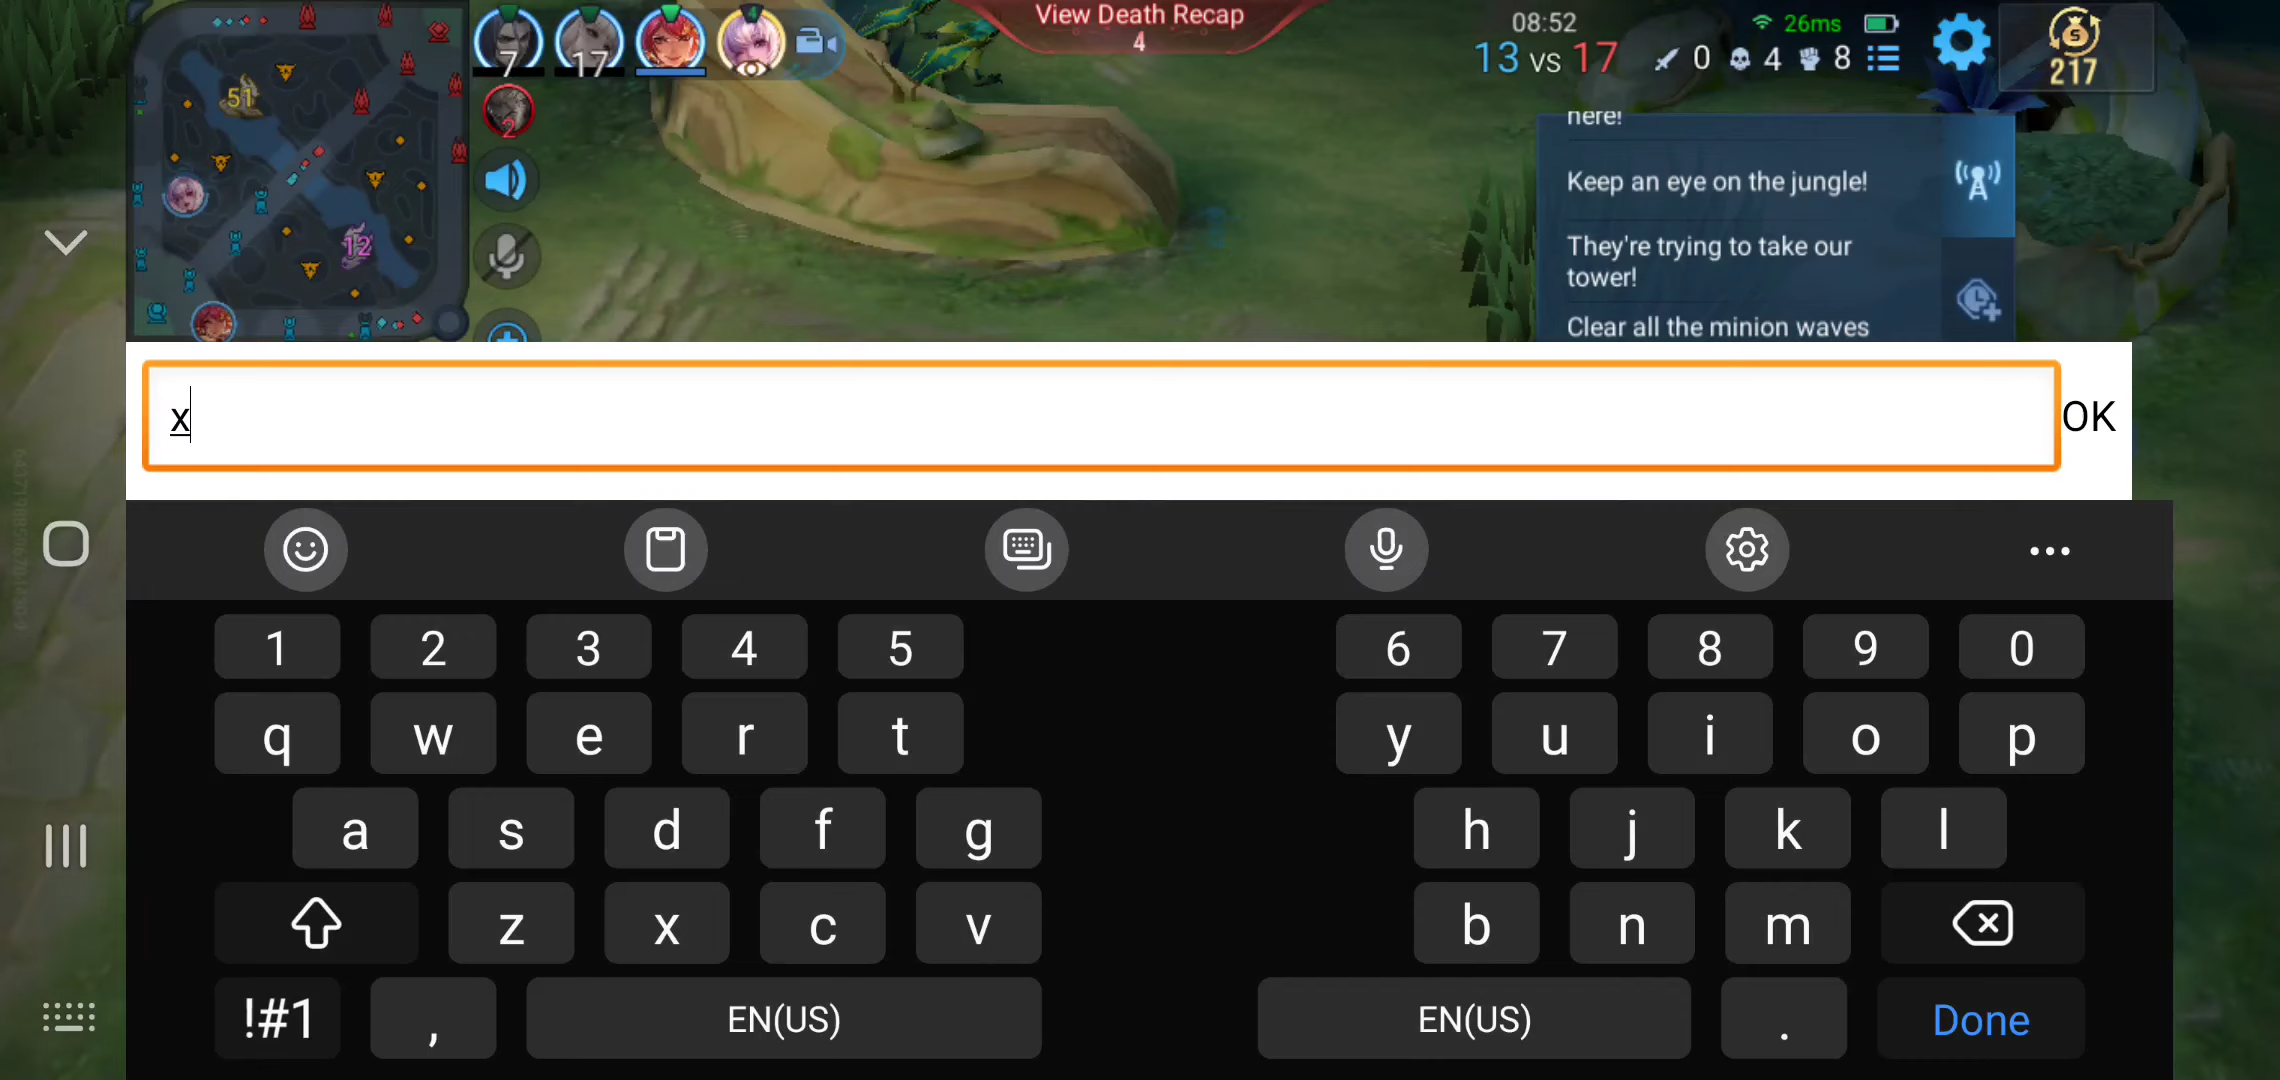 View Death Recap
4
08:52
26ms
13 vs 17
0
4
8
217
51
12
7
17
4
2
here!
Keep an eye on the jungle!
They're trying to take our
tower!
Clear all the minion waves
x
OK
1 2 3 4 5 6 7 8 9 0
q w e r t y u i o p
a s d f g h j k l
z x c v b n m
!#1 , EN(US) EN(US) . Done